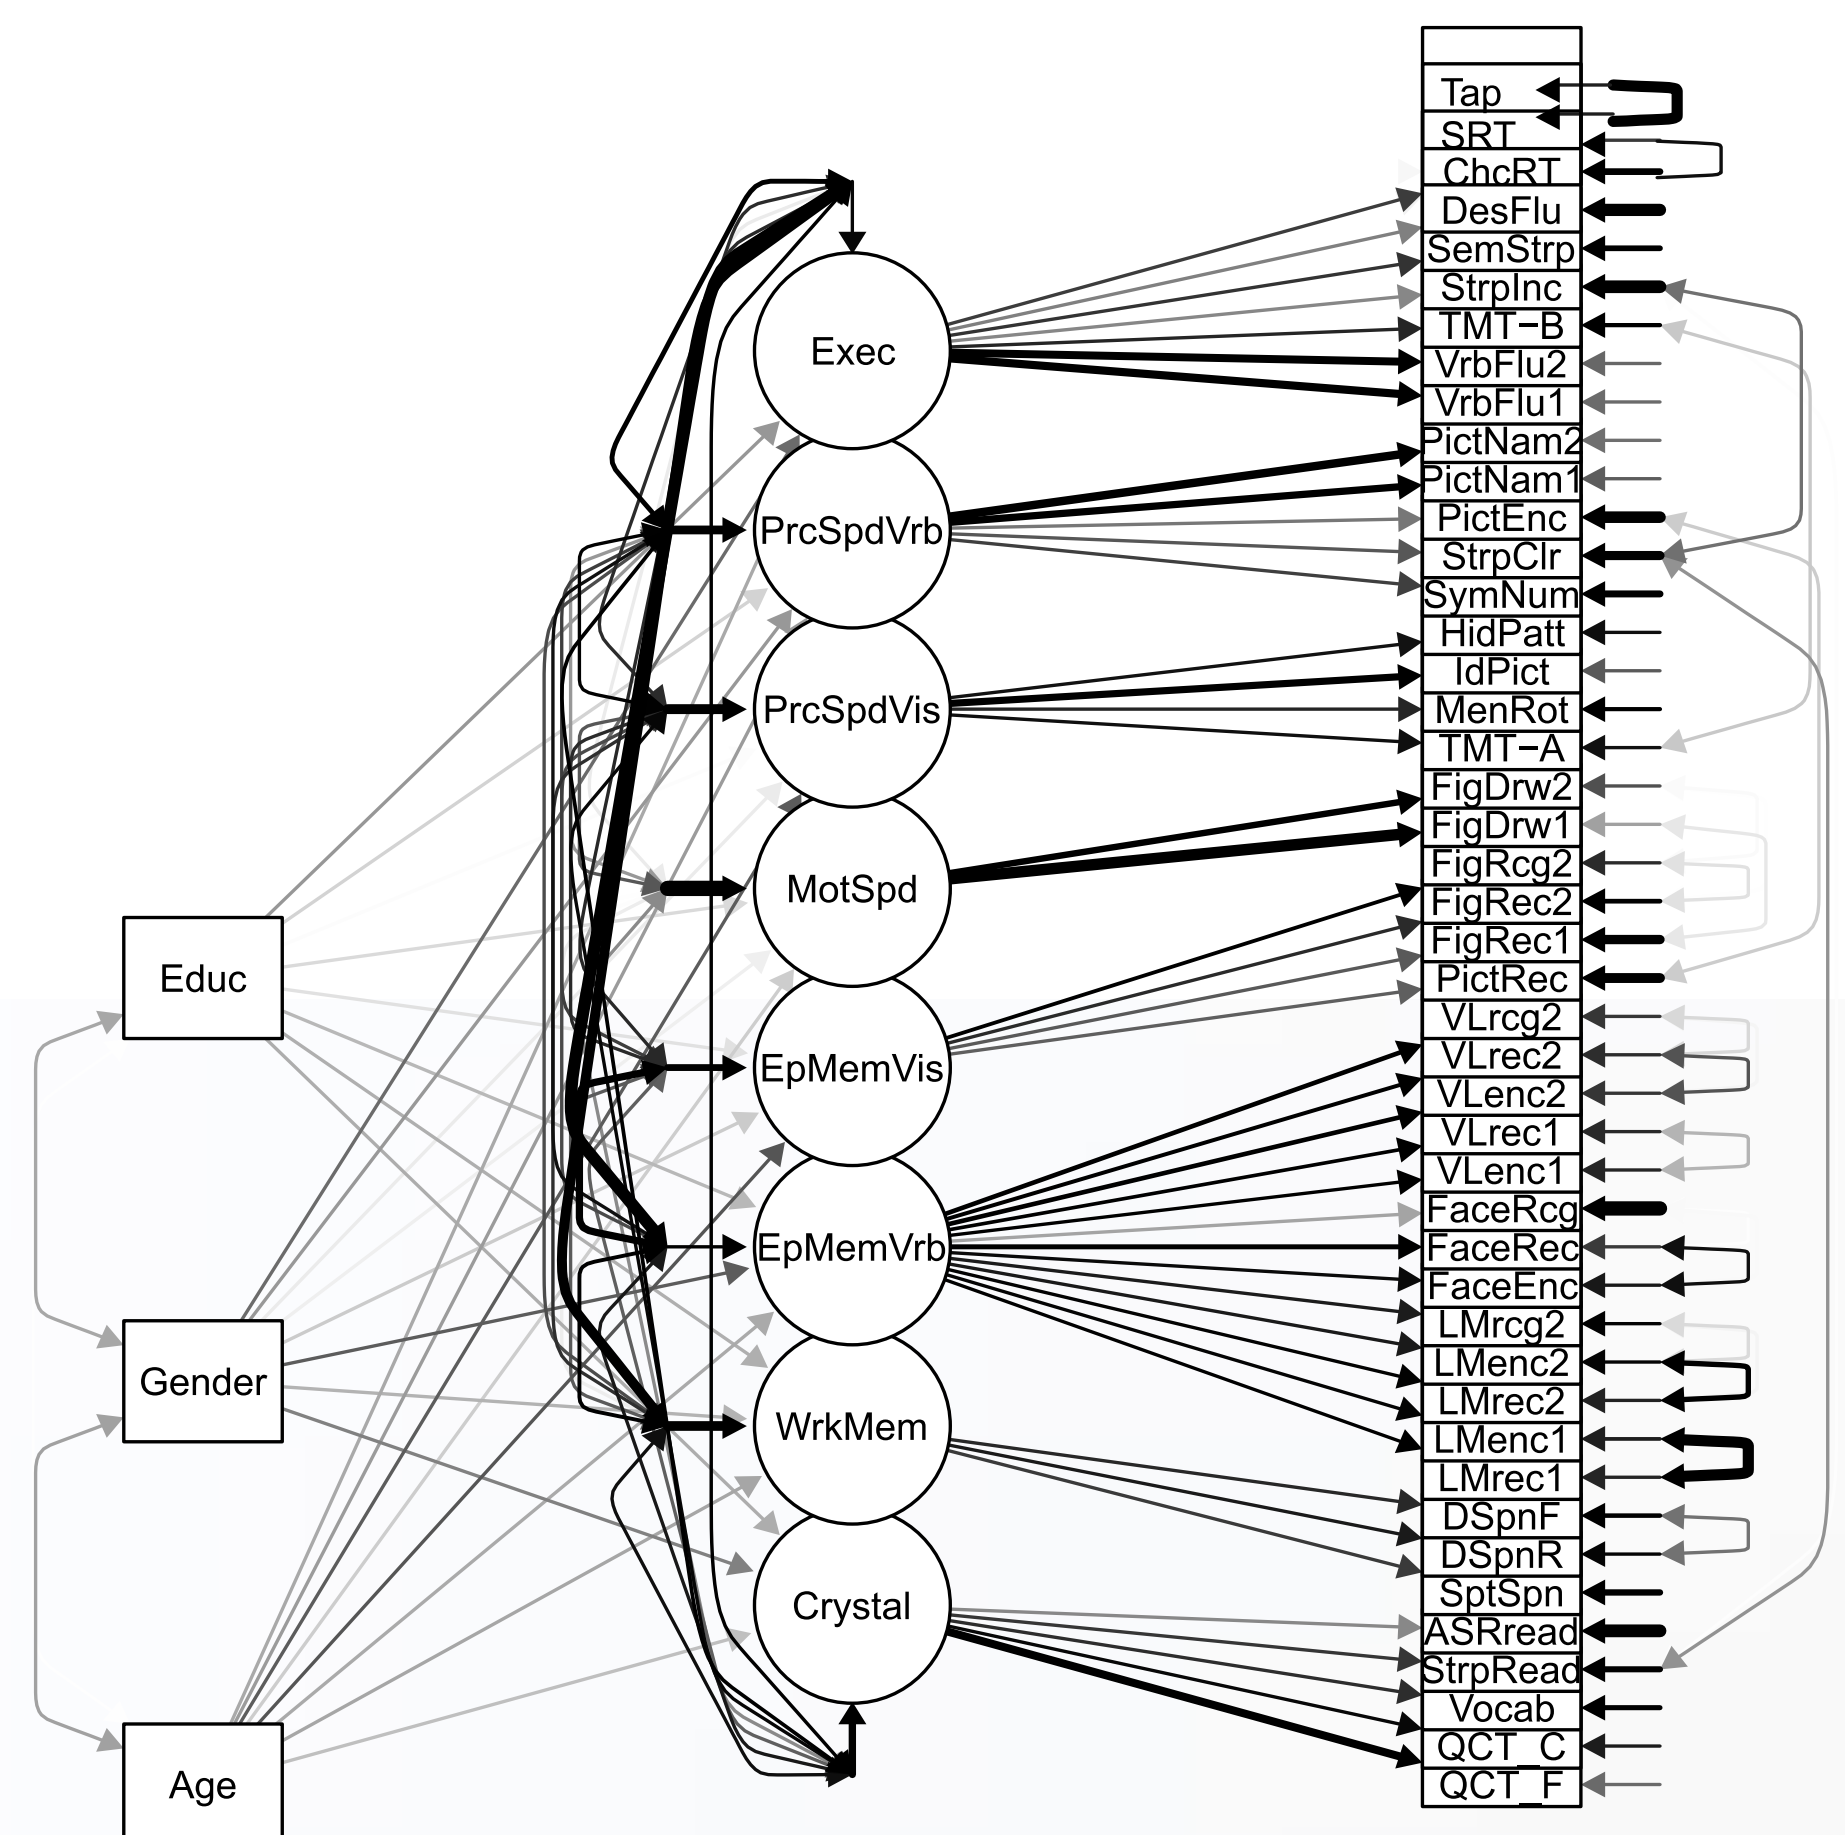 Educ
Gender
Age
Exec
PrcSpdVrb
PrcSpdVis
MotSpd
EpMemVis
EpMemVrb
WrkMem
Crystal
Tap
SRT
ChcRT
DesFlu
SemStrp
StrpInc
TMT−B
VrbFlu2
VrbFlu1
PictNam2
PictNam1
PictEnc
StrpClr
SymNum
HidPatt
IdPict
MenRot
TMT−A
FigDrw2
FigDrw1
FigRcg2
FigRec2
FigRec1
PictRec
VLrcg2
VLrec2
VLenc2
VLrec1
VLenc1
FaceRcg
FaceRec
FaceEnc
LMrcg2
LMenc2
LMrec2
LMenc1
LMrec1
DSpnF
DSpnR
SptSpn
ASRread
StrpRead
Vocab
QCT_C
QCT_F